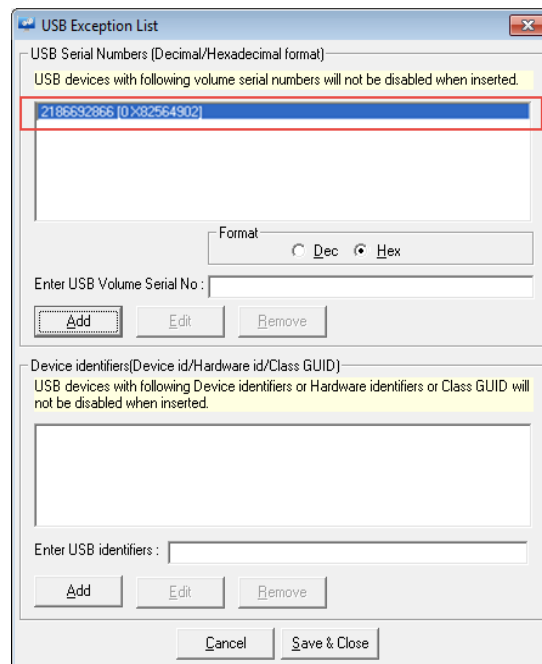 USB Exception List
USB Serial Numbers (Decimal/Hexadecimal format)
USB devices with following volume serial numbers will not be disabled when inserted.
2186692866 [0X82564902]
Format
Dec Hex
Enter USB Volume Serial No :
Add Edit Remove
Device identifiers(Device id/Hardware id/Class GUID)
USB devices with following Device identifiers or Hardware identifiers or Class GUID will
not be disabled when inserted.
Enter USB identifiers :
Add Edit Remove
Cancel Save & Close